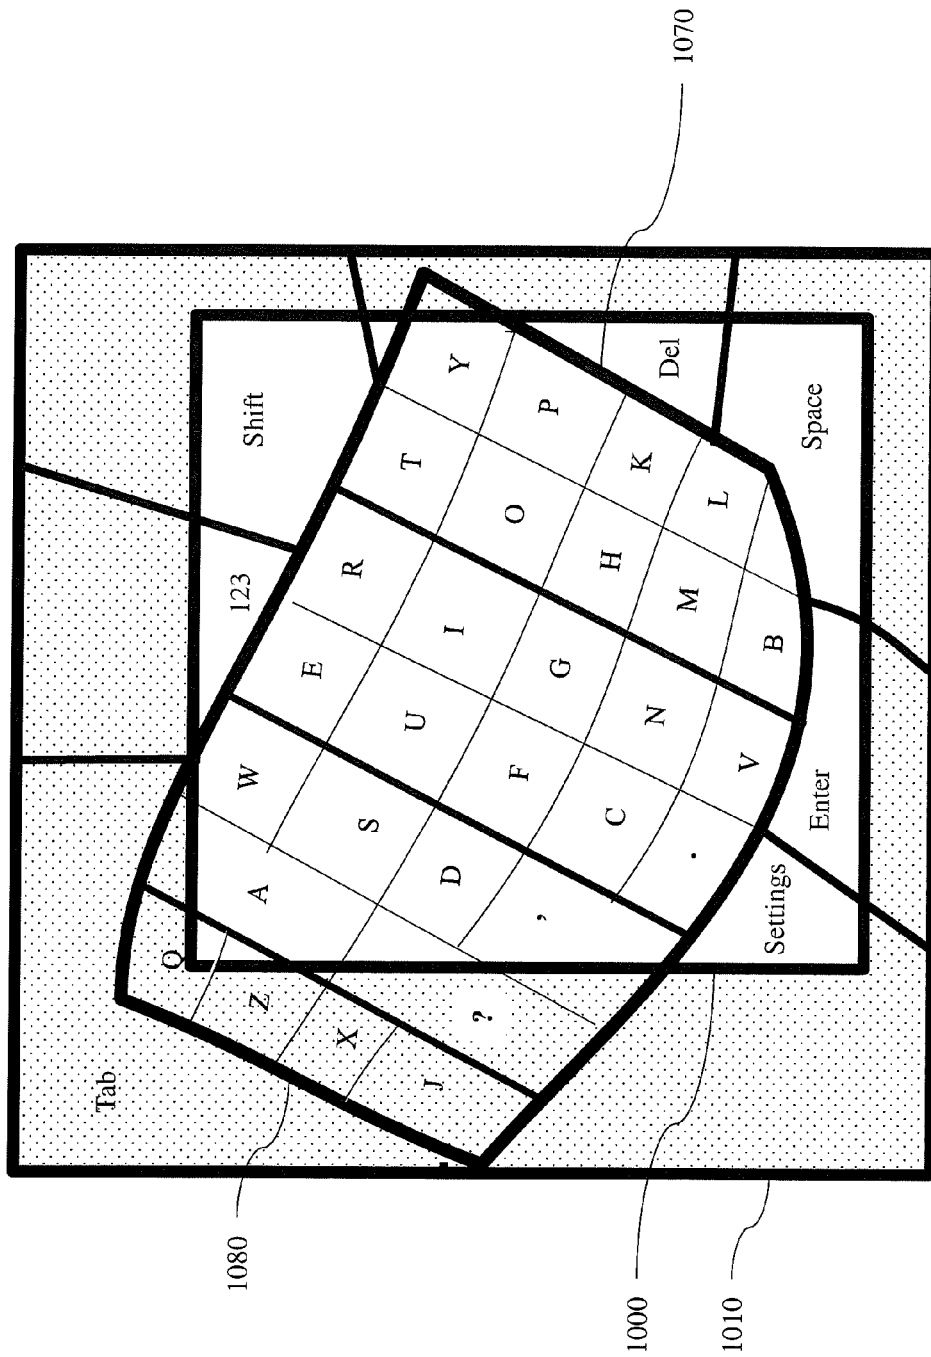 Tab
123
Shift
Q W E R T Y
Z A S U I O P
X D F G H K
J ? , C N M L
. V B
Del
Settings
Enter
Space
1080
1070
1000
1010